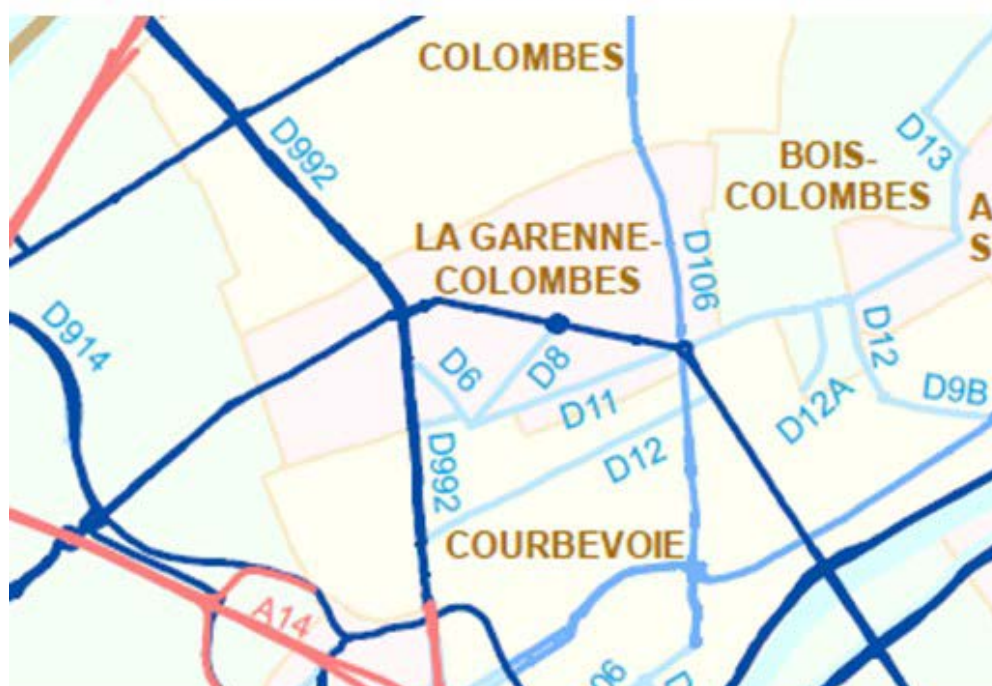 COLOMBES
D992
D13
BOIS-
COLOMBES
LA GARENNE-
COLOMBES
D106
D914
D6
D8
D12
D11
D12A
D9B
D12
D992
COURBEVOIE
A14